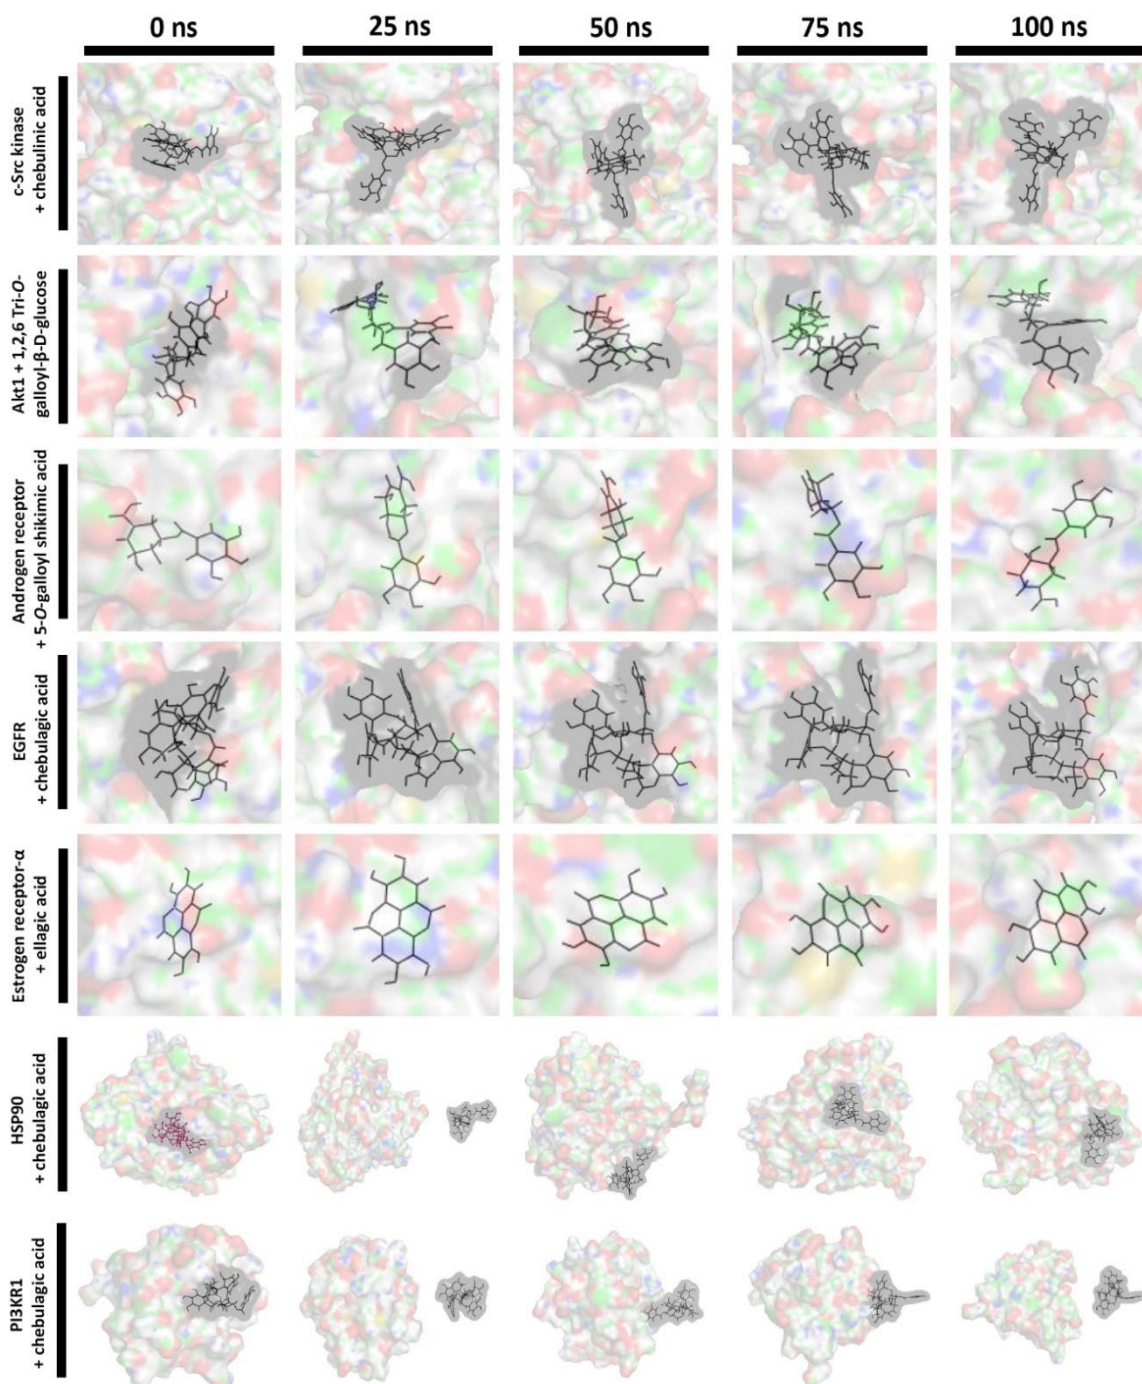 0 ns
25 ns
50 ns
75 ns
100 ns
c-Src kinase
+ chebulinic acid
Akt1 + 1,2,6 Tri-O-
galloyl-β-D-glucose
Androgen receptor
+ 5-O-galloyl shikimic acid
EGFR
+ chebulagic acid
Estrogen receptor-α
+ ellagic acid
HSP90
+ chebulagic acid
PI3KR1
+ chebulagic acid